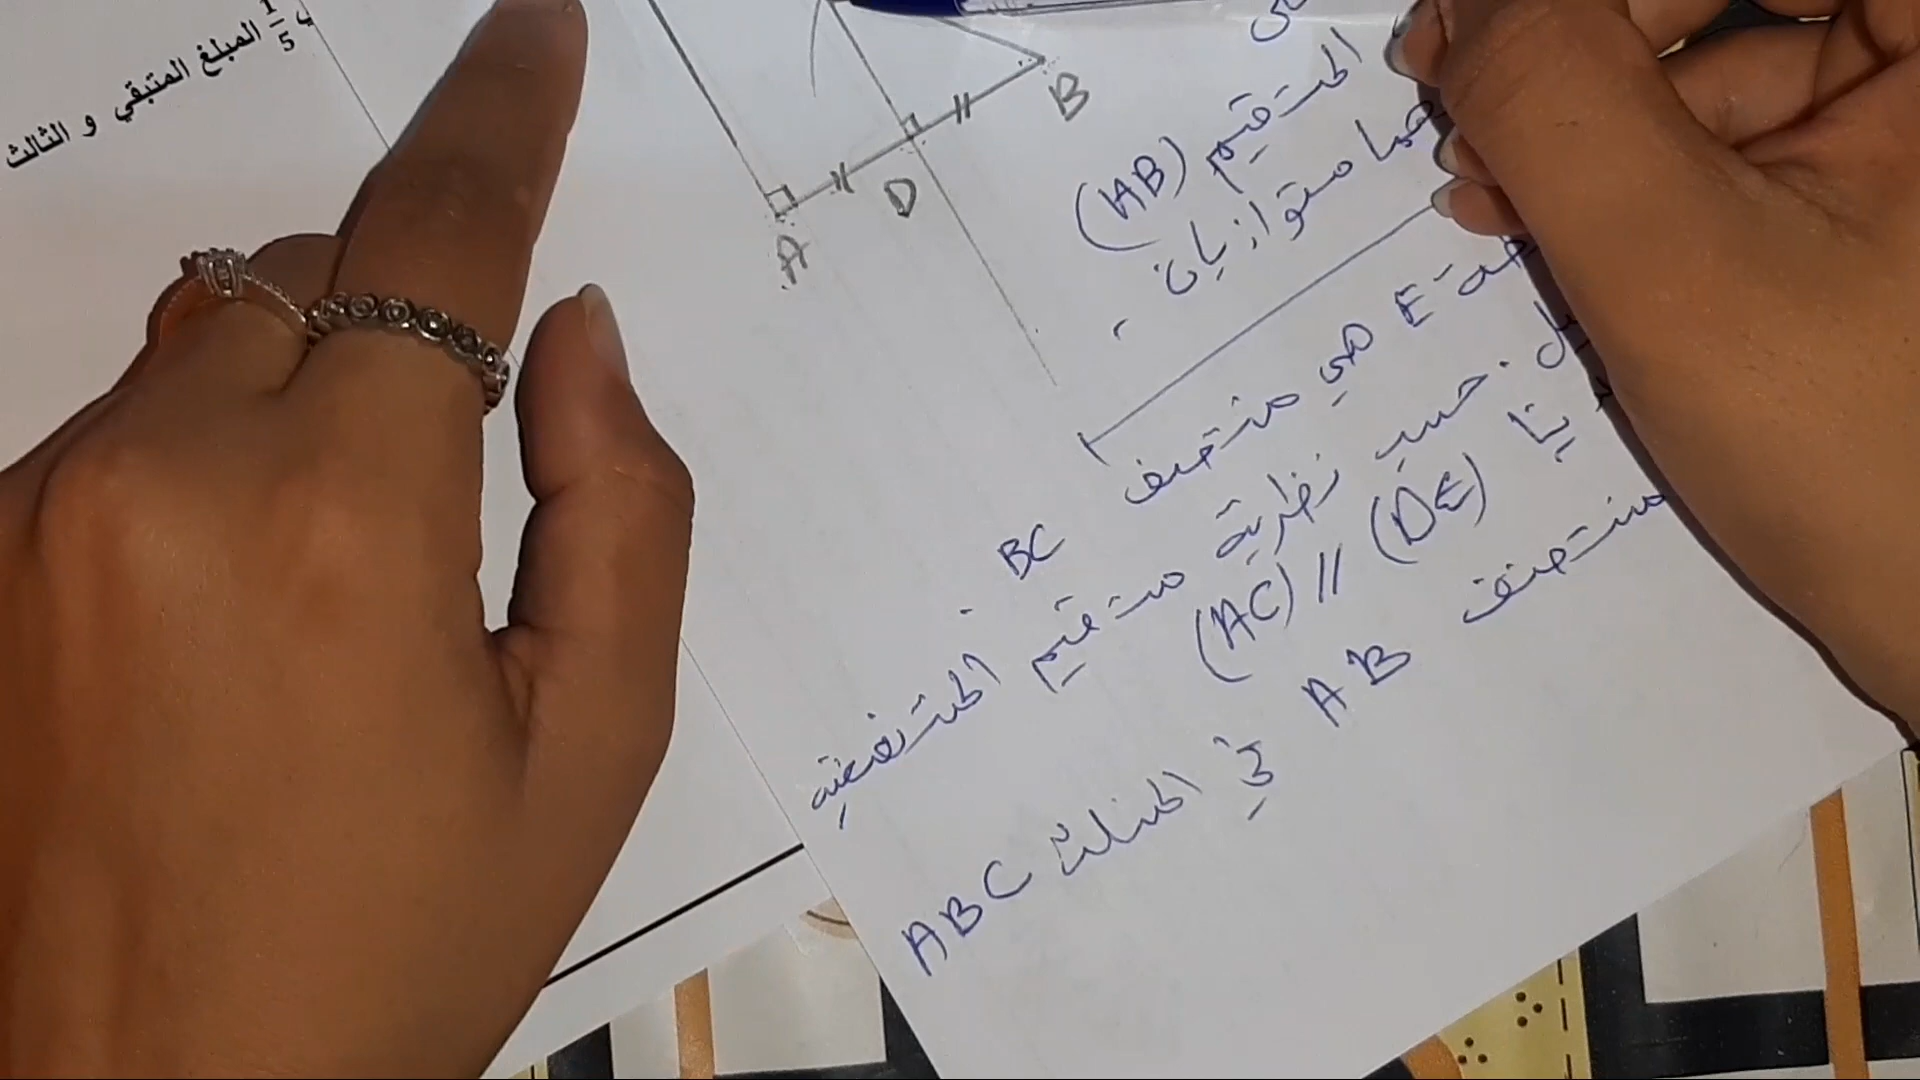 1/5 المبلغ المتبقي و الثالث
B
D
A
المستقيم (AB)
هما متوازيان
E هي منتصف
BC
حسب نظرية مستقيم المنتصفين
(DE) // (AC)
منتصف AB
في المثلث ABC